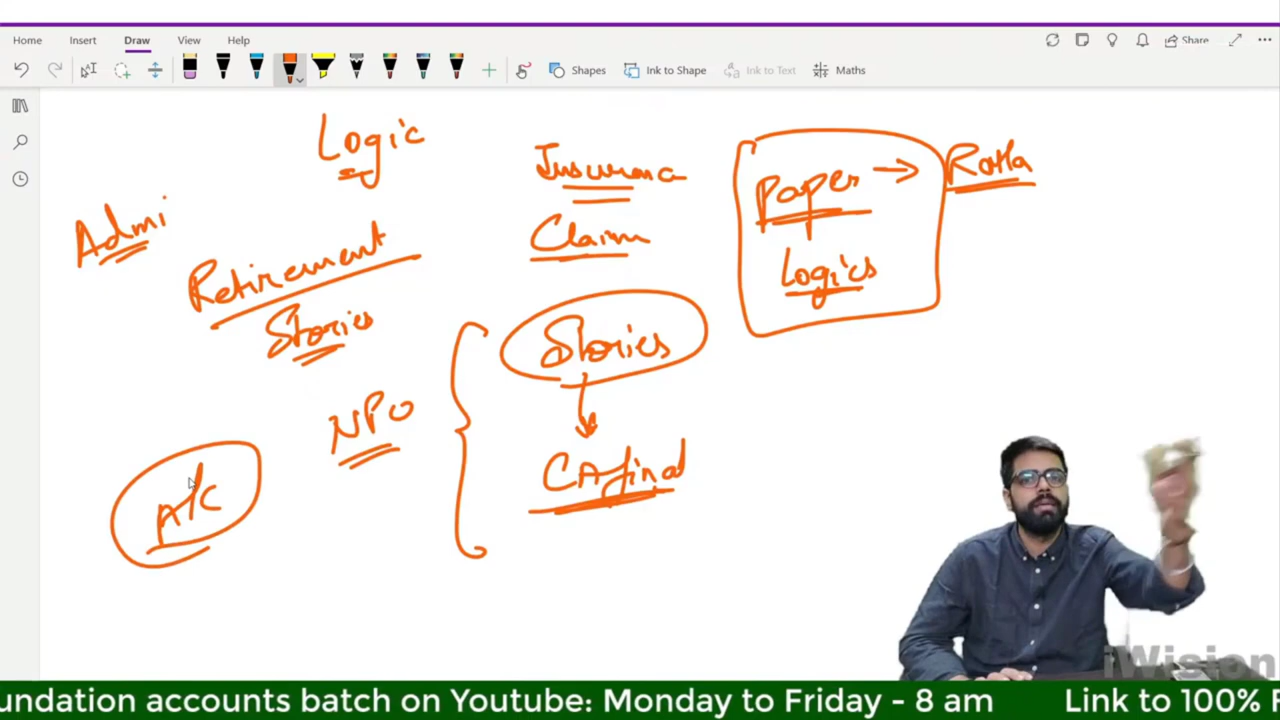 Home Insert Draw View Help Share
Shapes Ink to Shape Ink to Text Maths
Logic
Insurance
Claim
Paper → Ratta
Logics
Admi
Retirement
Stories
Stories
NPO
CA final
A/c
iWision
undation accounts batch on Youtube: Monday to Friday - 8 am Link to 100% F